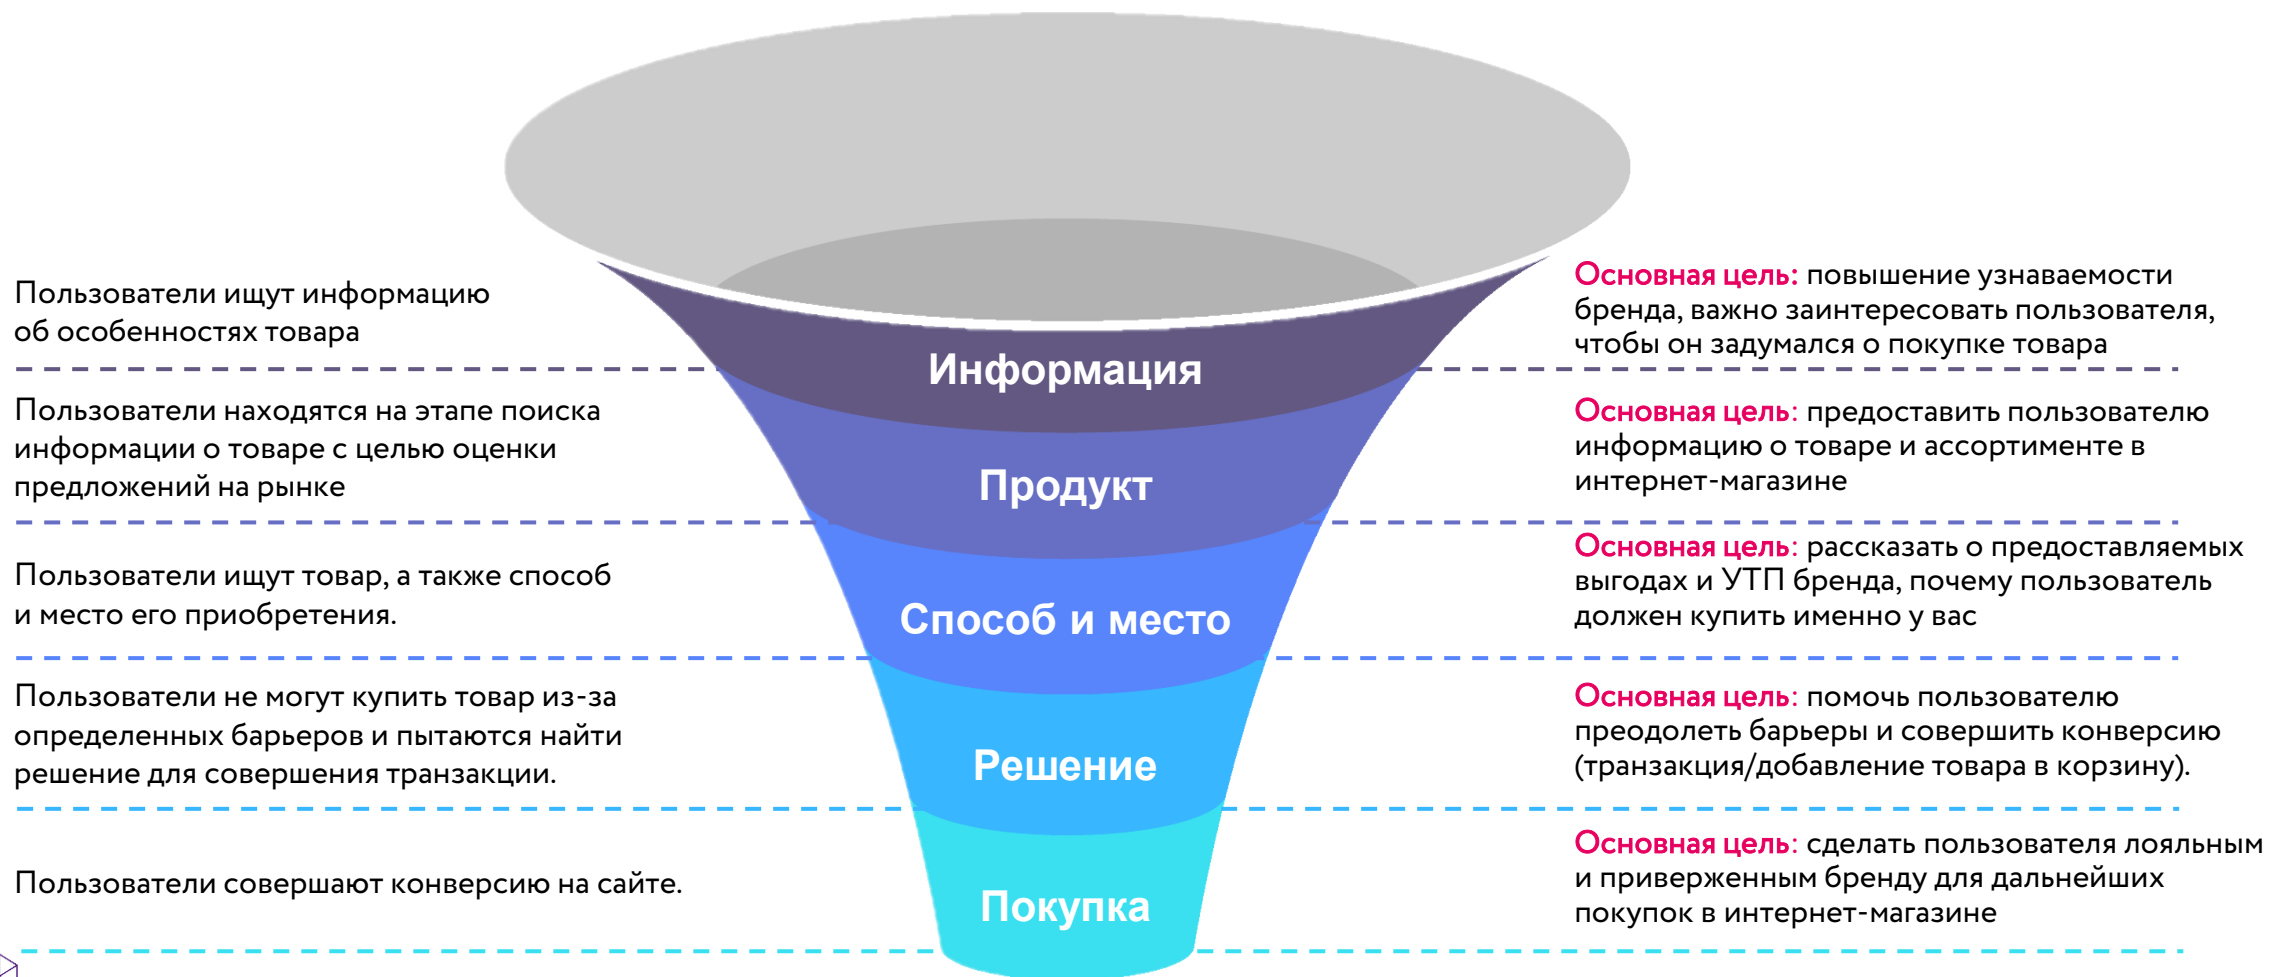 Пользователи ищут информацию
об особенностях товара
Информация
Основная цель: повышение узнаваемости
бренда, важно заинтересовать пользователя,
чтобы он задумался о покупке товара
Пользователи находятся на этапе поиска
информации о товаре с целью оценки
предложений на рынке
Продукт
Основная цель: предоставить пользователю
информацию о товаре и ассортименте в
интернет-магазине
Пользователи ищут товар, а также способ
и место его приобретения.
Способ и место
Основная цель: рассказать о предоставляемых
выгодах и УТП бренда, почему пользователь
должен купить именно у вас
Пользователи не могут купить товар из-за
определенных барьеров и пытаются найти
решение для совершения транзакции.
Решение
Основная цель: помочь пользователю
преодолеть барьеры и совершить конверсию
(транзакция/добавление товара в корзину).
Пользователи совершают конверсию на сайте.
Покупка
Основная цель: сделать пользователя лояльным
и приверженным бренду для дальнейших
покупок в интернет-магазине